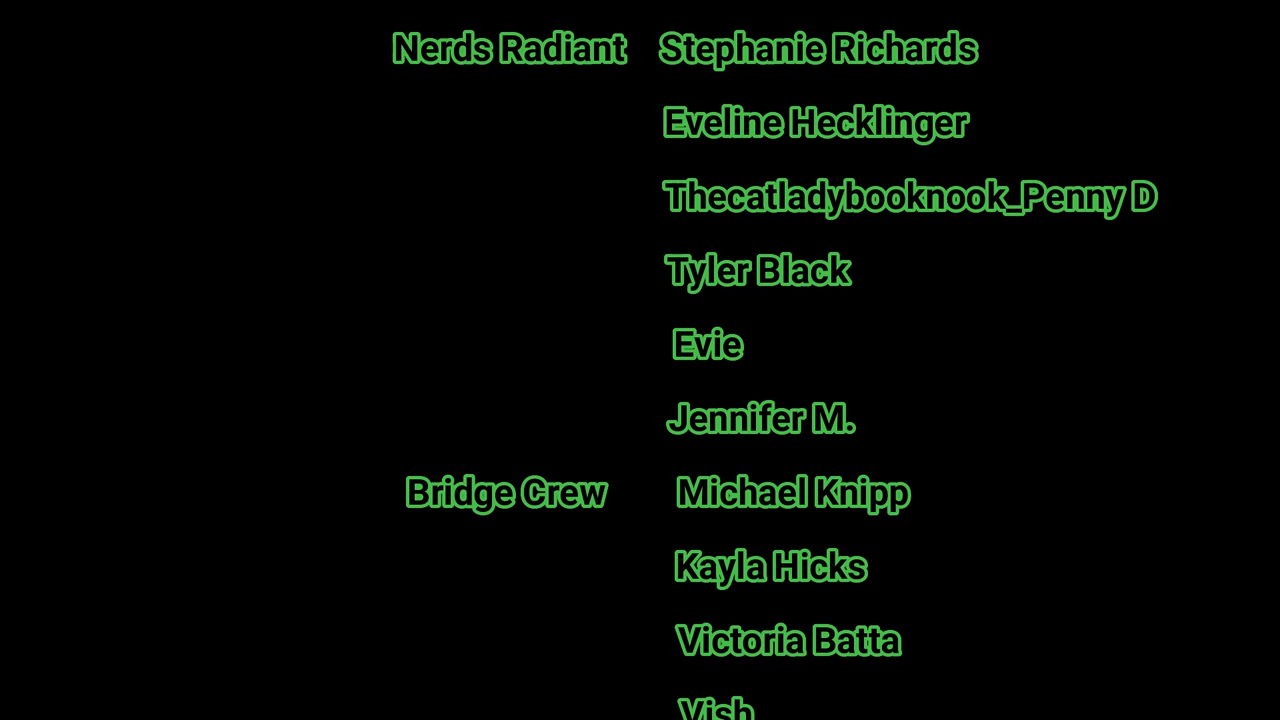 Nerds Radiant Stephanie Richards
Eveline Hecklinger
Thecatladybooknook_Penny D
Tyler Black
Evie
Jennifer M.
Bridge Crew Michael Knipp
Kayla Hicks
Victoria Batta
Vish